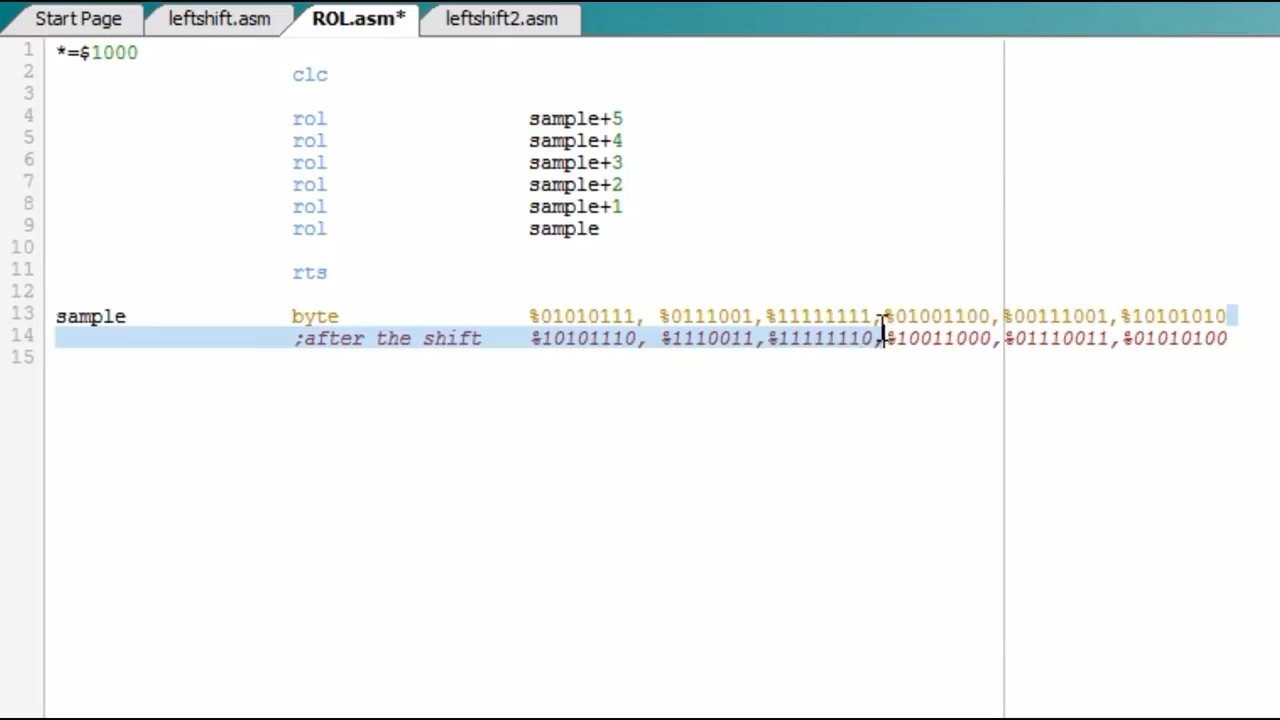 Start Page leftshift.asm ROL.asm* leftshift2.asm
1 *=$1000
2 clc
3
4 rol sample+5
5 rol sample+4
6 rol sample+3
7 rol sample+2
8 rol sample+1
9 rol sample
10
11 rts
12
13 sample byte %01010111, %0111001,%11111111,%01001100,%00111001,%10101010
14 ;after the shift %10101110, %1110011,%11111110,%10011000,%01110011,%01010100
15